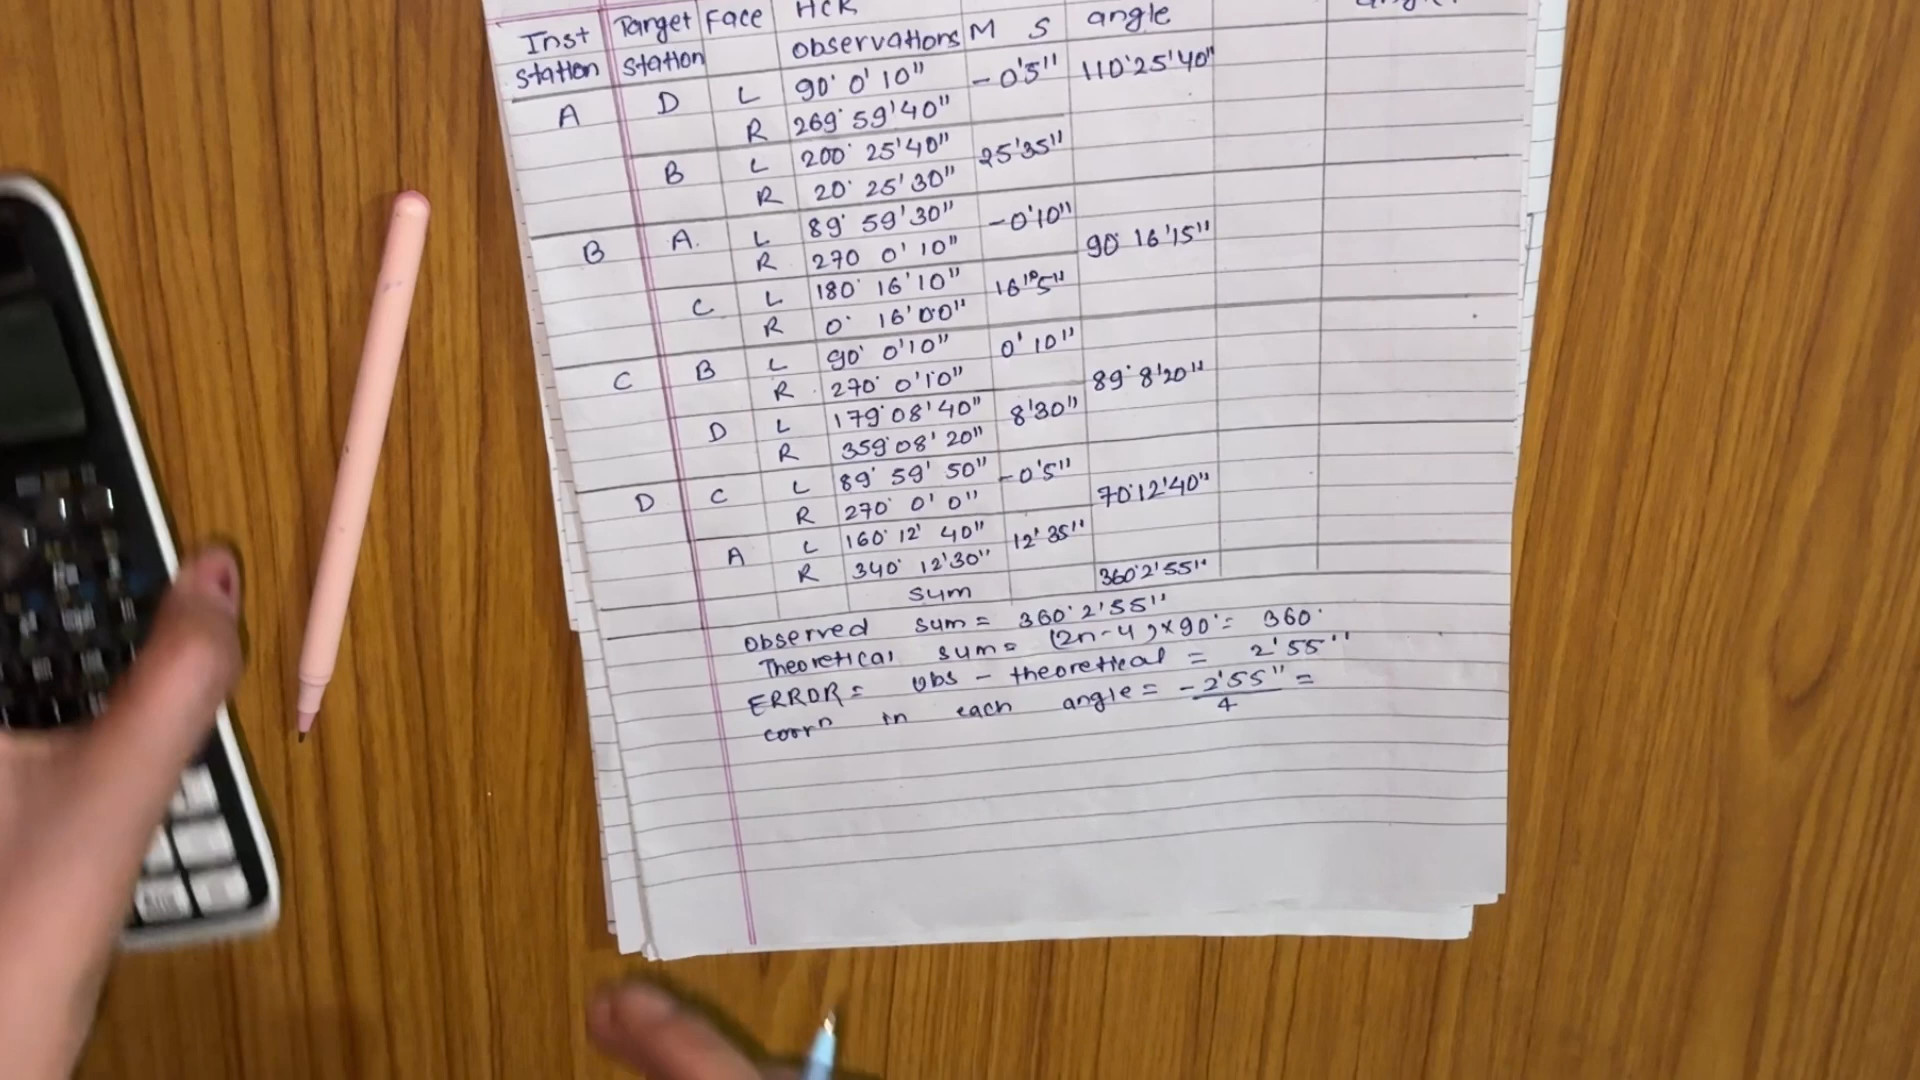 Inst Target Face HCR angle
station station observations M S
A D L 90° 0' 10" -0'5" 110°25'40"
R 269° 59'40"
B L 200° 25'40" 25'35"
R 20° 25'30"
B A. L 89° 59'30" -0'10" 90° 16'15"
R 270 0' 10"
C L 180° 16'10" 16' 5"
R 0° 16'00"
C B L 90° 0'10" 0' 10" 89° 8'20"
R 270° 0'10"
D L 179°08'40" 8'30"
R 359°08' 20"
D C L 89° 59' 50" -0'5" 70°12'40"
R 270° 0' 0"
A L 160° 12' 40" 12' 35"
R 340° 12'30"
Sum 360°2'55"
Observed sum = 360° 2'55"
Theoretical sum = (2n-4)×90° = 360°
ERROR = obs - theoretical = 2'55"
corrn in each angle = -2'55" =
4